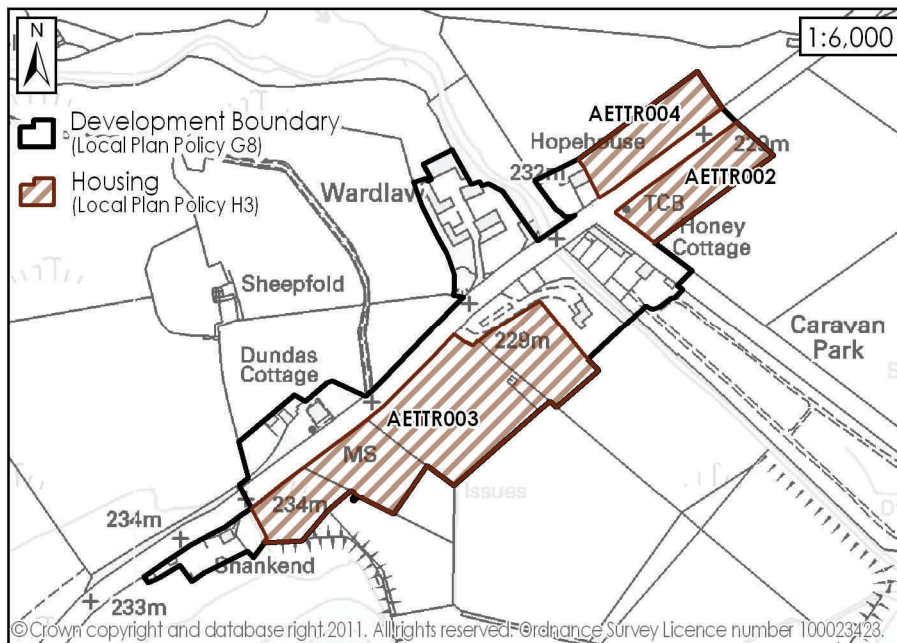 N
1:6,000
Development Boundary
(Local Plan Policy G8)
Housing
(Local Plan Policy H3)
AETTR004
Hopehouse
229m
232m
AETTR002
Wardlaw
TCB
Honey
Cottage
Sheepfold
229m
Caravan
Park
Dundas
Cottage
AETTR003
MS
Issues
234m
234m
Shankend
233m
©Crown copyright and database right 2011. All rights reserved. Ordnance Survey Licence number 100023423.